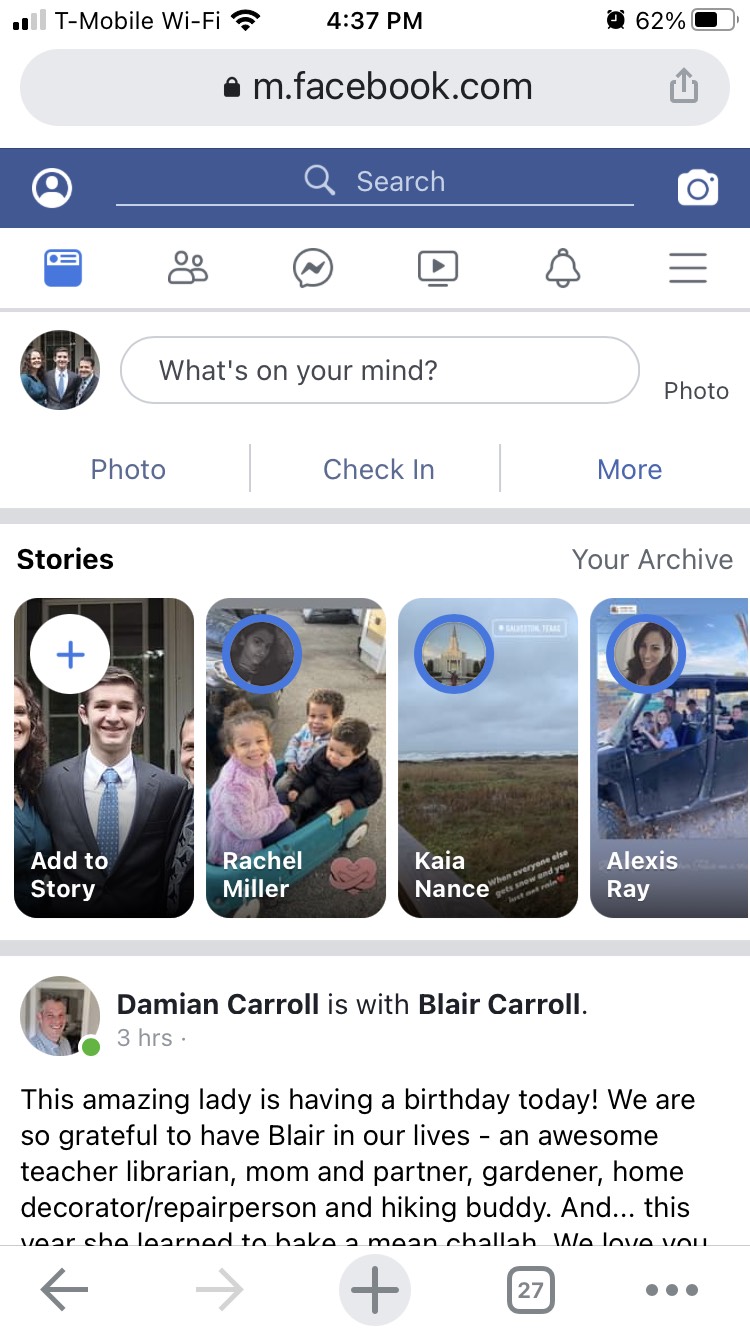 T-Mobile Wi-Fi 4:37 PM 62%
m.facebook.com
Search
What's on your mind?
Photo
Photo Check In More
Stories Your Archive
GALVESTON, TEXAS
When everyone else
gets snow and you
just get rain
Add to
Story
Rachel
Miller
Kaia
Nance
Alexis
Ray
Damian Carroll is with Blair Carroll.
3 hrs ·
This amazing lady is having a birthday today! We are
so grateful to have Blair in our lives - an awesome
teacher librarian, mom and partner, gardener, home
decorator/repairperson and hiking buddy. And... this
year she learned to bake a mean challah. We love you
27